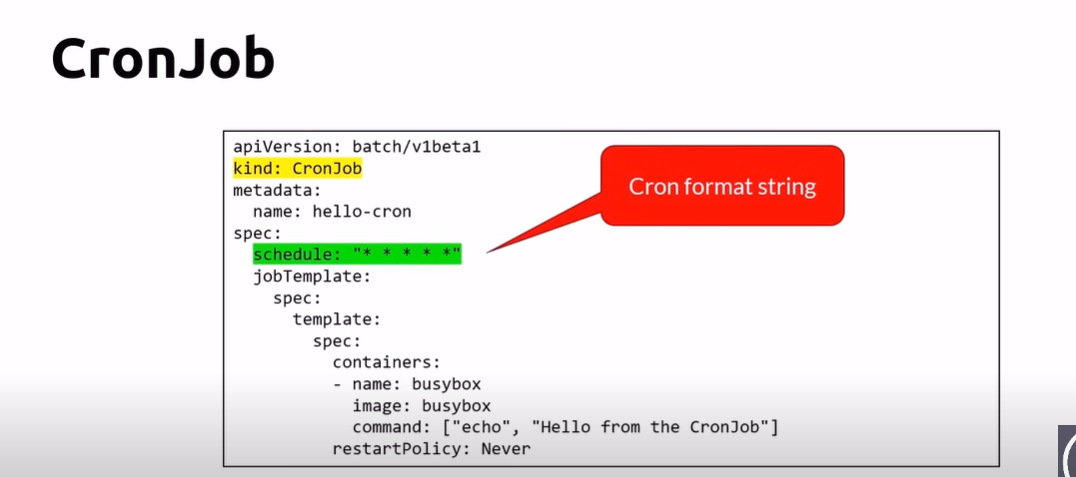 CronJob
apiVersion: batch/v1beta1
kind: CronJob
metadata:
  name: hello-cron
spec:
  schedule: "* * * * *"
  jobTemplate:
    spec:
      template:
        spec:
          containers:
          - name: busybox
            image: busybox
            command: ["echo", "Hello from the CronJob"]
          restartPolicy: Never
Cron format string